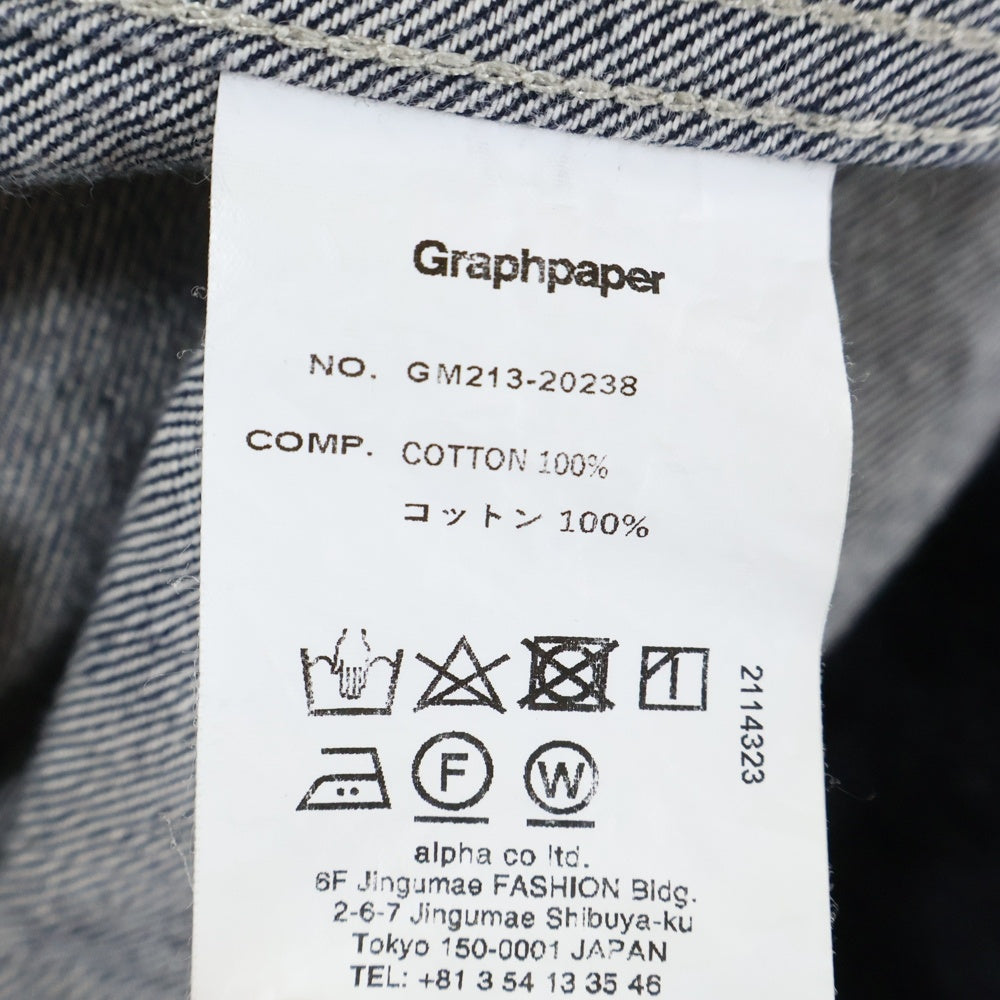 Graphpaper
NO. GM213-20238
COMP. COTTON 100%
コットン 100%
2114323
F W
alpha co ltd.
6F Jingumae FASHION Bldg.
2-6-7 Jingumae Shibuya-ku
Tokyo 150-0001 JAPAN
TEL: +81 3 54 13 35 46